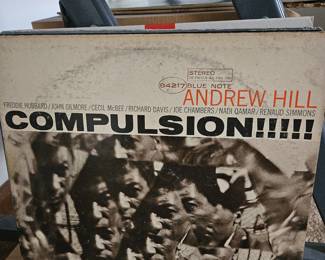 STEREO
84217 BLUE NOTE
ANDREW HILL
FREDDIE HUBBARD/JOHN GILMORE/CECIL McBEE/RICHARD DAVIS/JOE CHAMBERS/NADI QAMAR/RENAUD SIMMONS
COMPULSION!!!!!